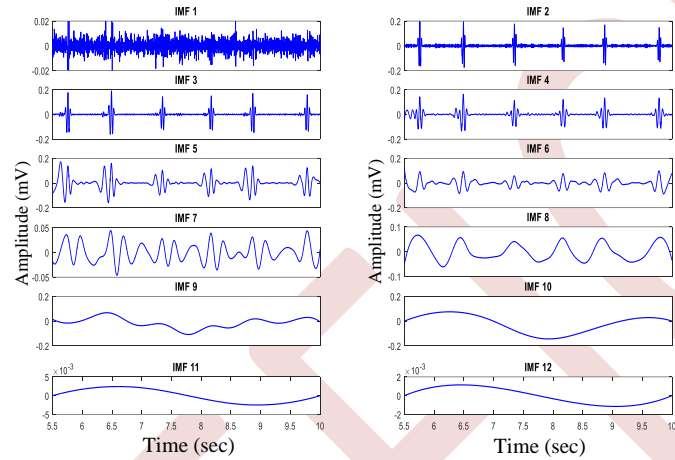 IMF 1
0.02
0
-0.02
IMF 2
0.02
0
-0.02
IMF 3
0.2
0
-0.2
IMF 4
0.2
0
-0.2
IMF 5
0.2
0
-0.2
IMF 6
0.2
0
-0.2
IMF 7
0.05
0
-0.05
IMF 8
0.1
0
-0.1
IMF 9
0.2
0
-0.2
IMF 10
0.2
0
-0.2
IMF 11
5 ×10⁻³
0
-5
5.5 6 6.5 7 7.5 8 8.5 9 9.5 10
IMF 12
2 ×10⁻³
0
-2
5.5 6 6.5 7 7.5 8 8.5 9 9.5 10
Amplitude (mV)
Amplitude (mV)
Time (sec)
Time (sec)